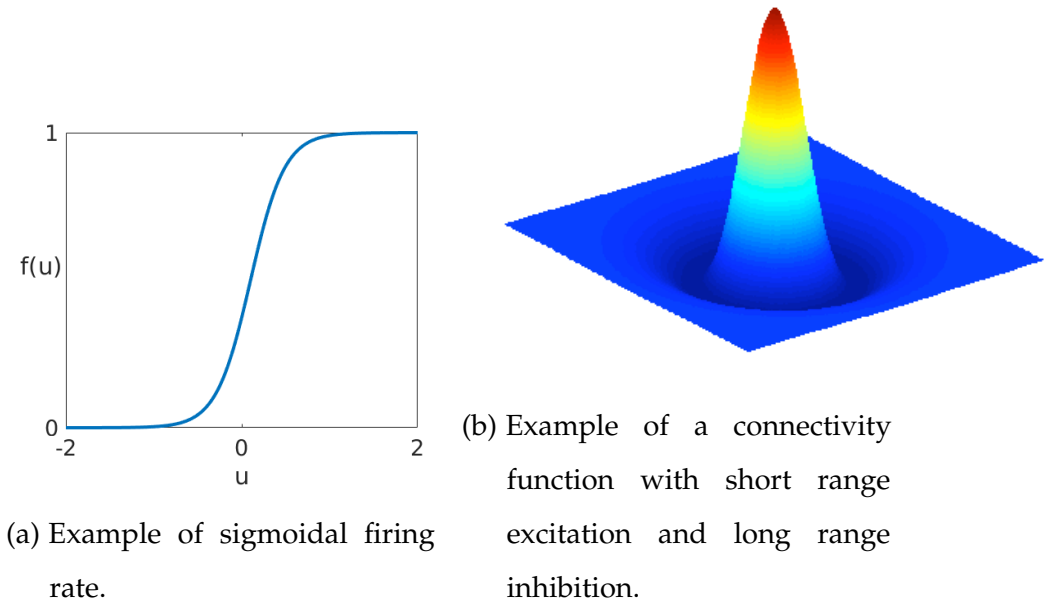 1
f(u)
0
-2
0
2
u
(a) Example of sigmoidal firing
rate.
(b) Example of a connectivity
function with short range
excitation and long range
inhibition.